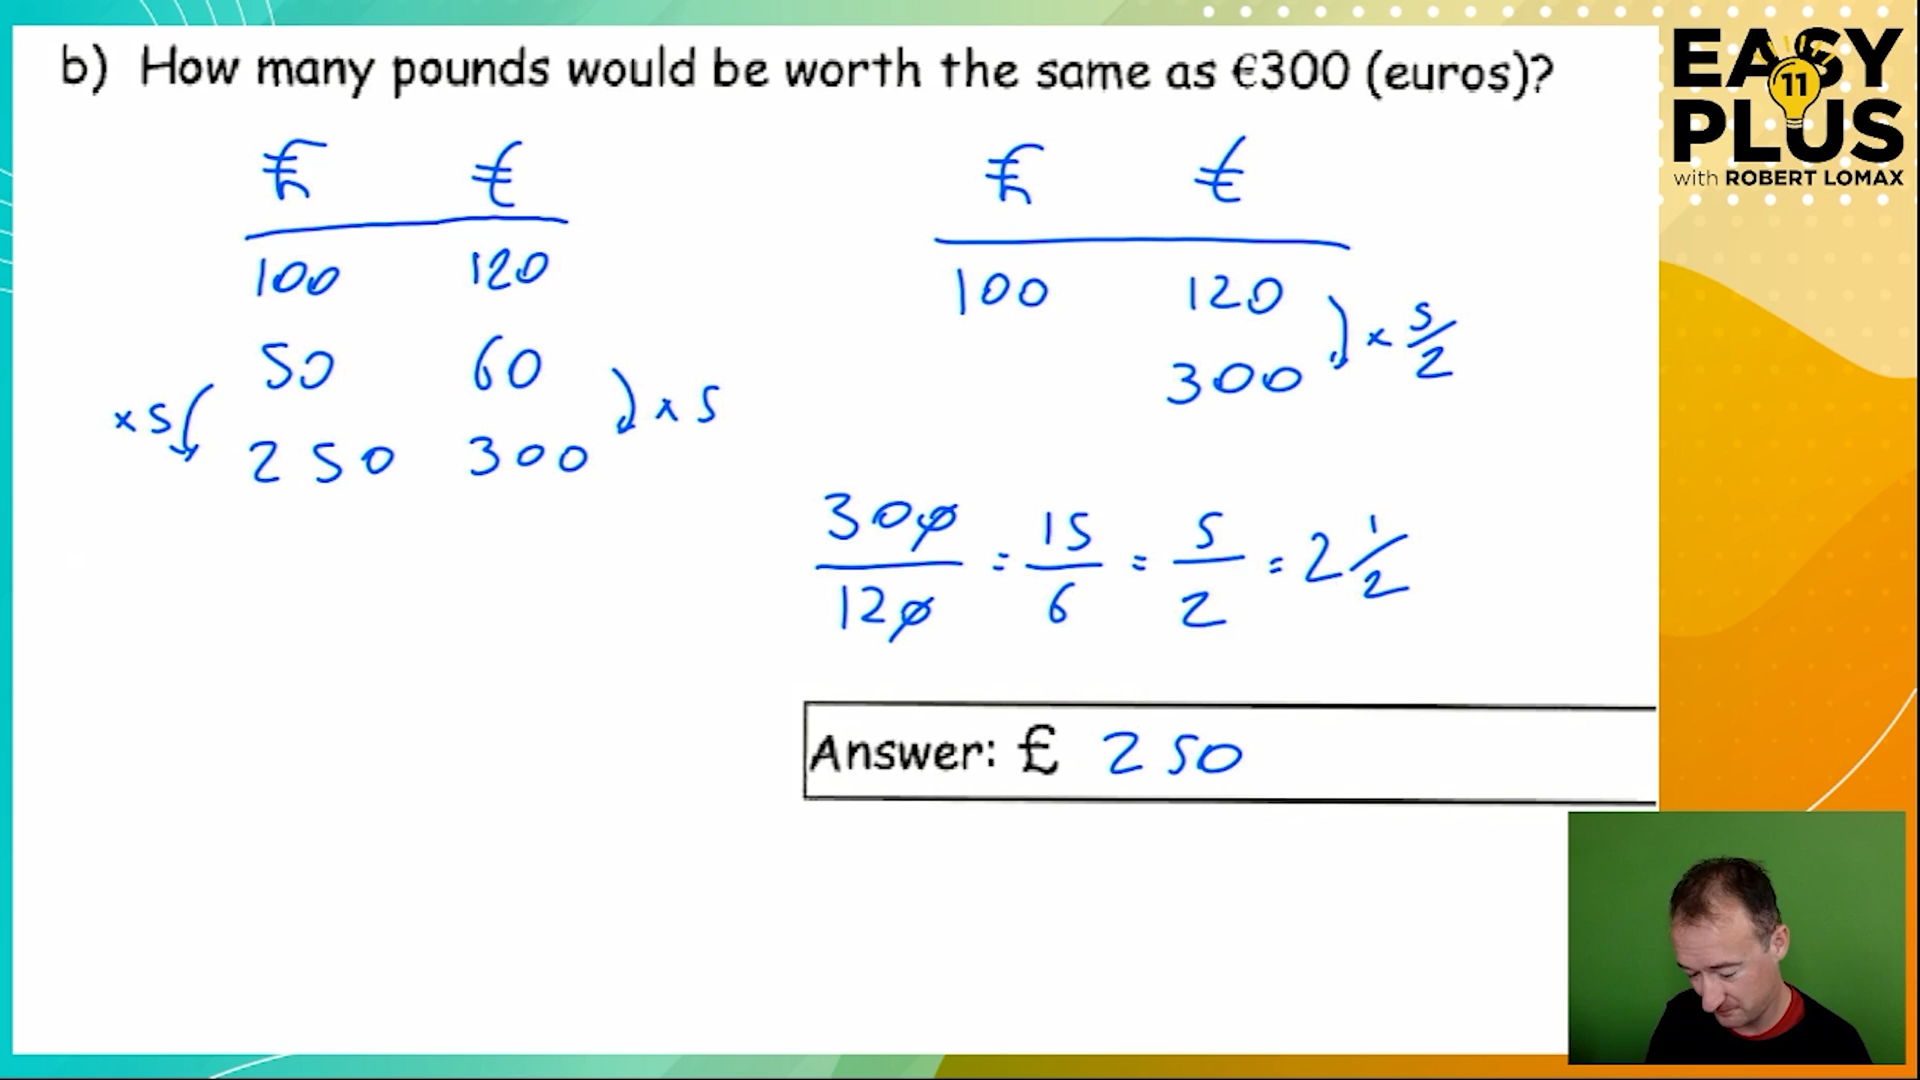 b) How many pounds would be worth the same as €300 (euros)?
£ €
100 120
50 60
×5 ×5
250 300
£ €
100 120
× 5/2
300
300/120 = 15/6 = 5/2 = 2 1/2
Answer: £ 250
EASY
11
PLUS
with ROBERT LOMAX